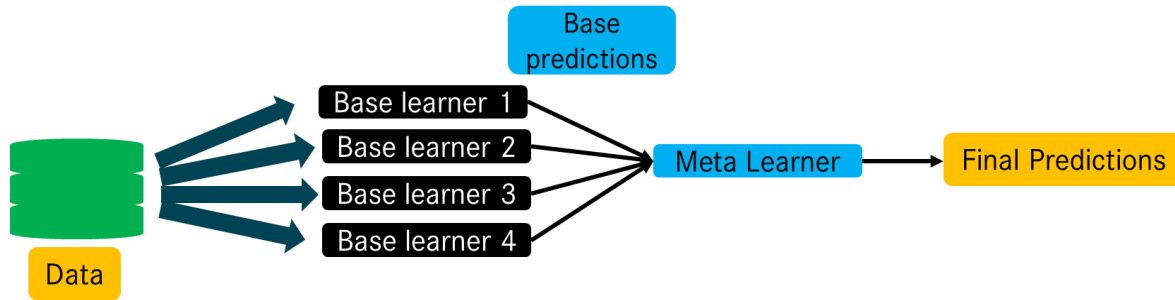 Base
predictions
Base learner 1
Base learner 2
Base learner 3
Base learner 4
Meta Learner
Final Predictions
Data